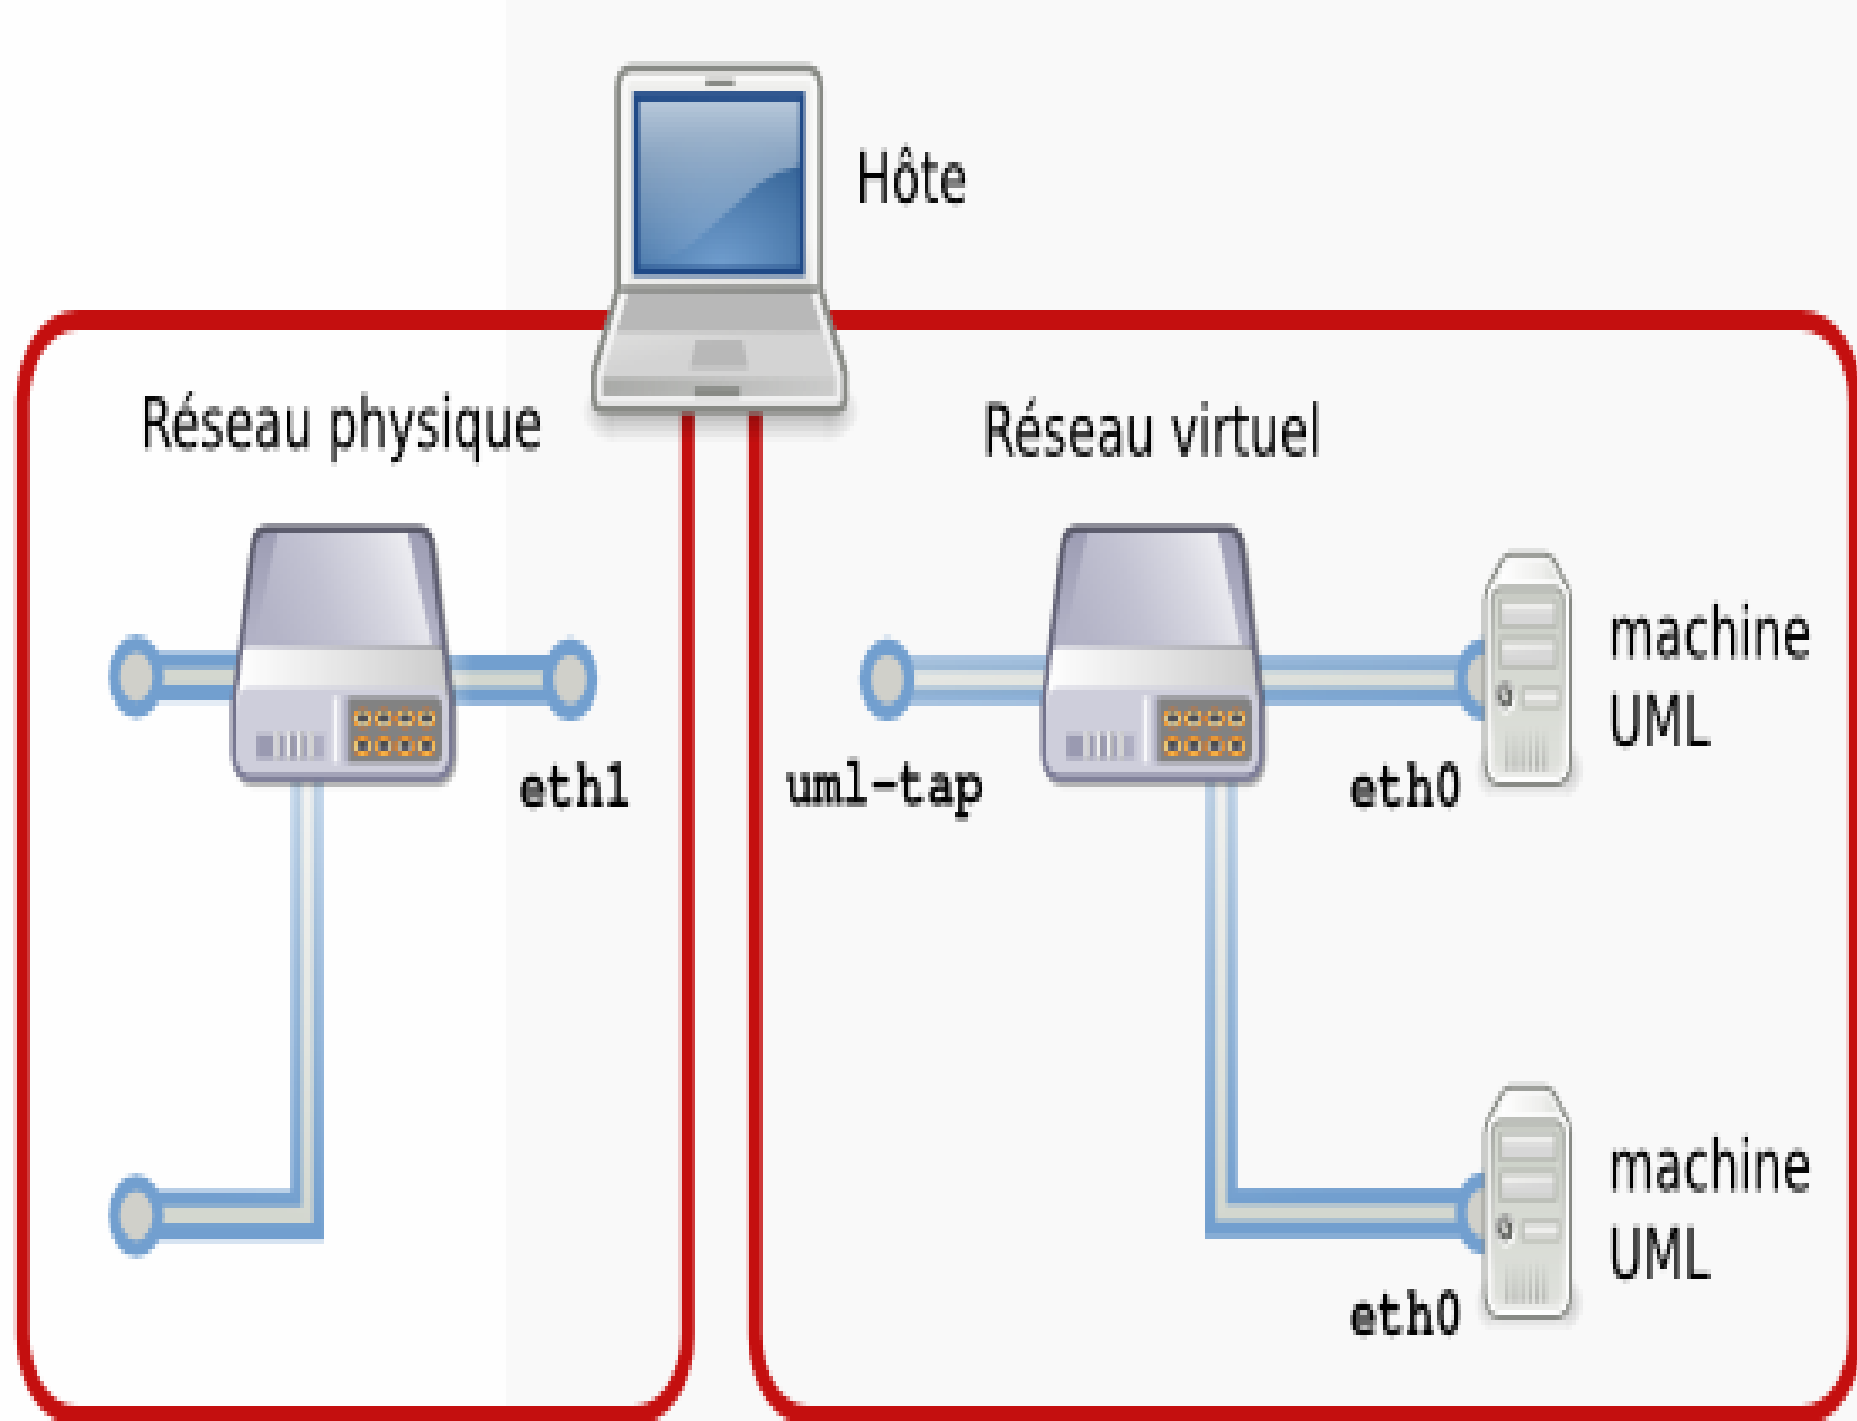 Hôte
Réseau physique
Réseau virtuel
machine
UML
eth1
uml-tap
eth0
machine
UML
eth0